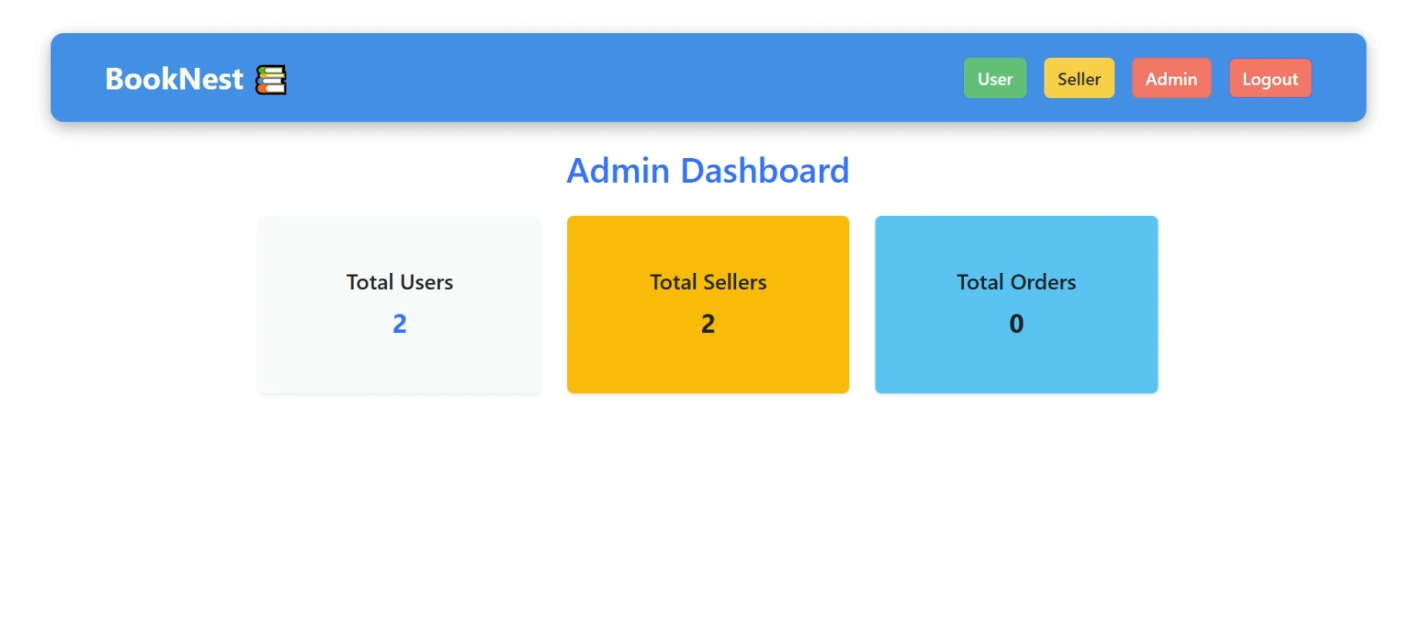 BookNest 📚 User Seller Admin Logout
Admin Dashboard
Total Users Total Sellers Total Orders
2 2 0